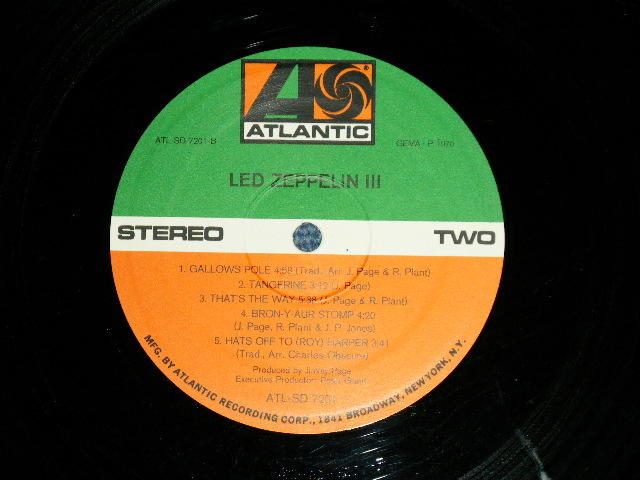 ATLANTIC
®
ATL SD 7201-B
GEMA - P 1970
LED ZEPPELIN III
STEREO
TWO
1. GALLOWS POLE 4:58 (Trad., Arr. J. Page & R. Plant)
2. TANGERINE 3:12 (J. Page)
3. THAT'S THE WAY 5:38 (J. Page & R. Plant)
4. BRON-Y-AUR STOMP 4:20
(J. Page, R. Plant & J. P. Jones)
5. HATS OFF TO (ROY) HARPER 3:41
(Trad., Arr. Charles Obscure)
Produced by Jimmy Page
Executive Producter: Peter Grant
ATL-SD 7201
MFG. BY ATLANTIC RECORDING CORP., 1841 BROADWAY, NEW YORK, N.Y.